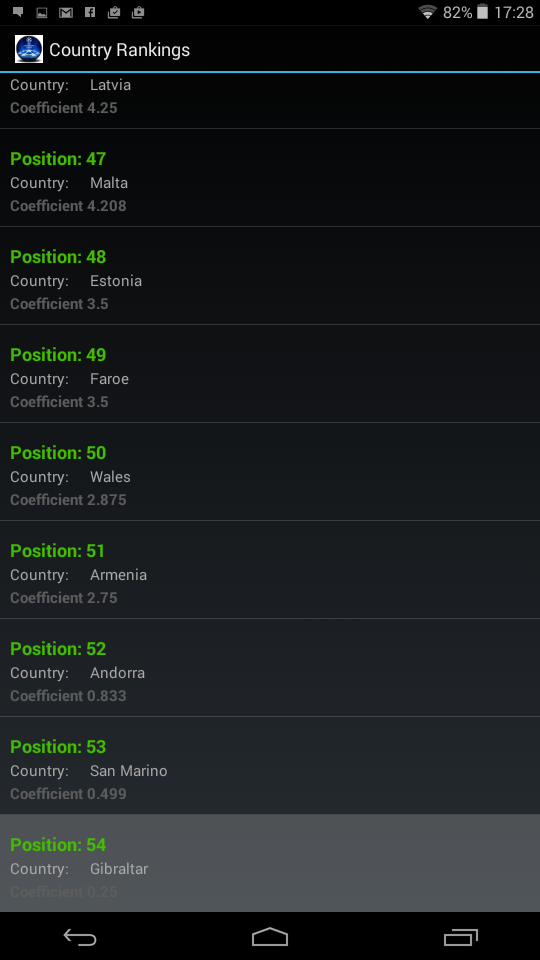 82% 17:28
Country Rankings
Country: Latvia
Coefficient 4.25
Position: 47
Country: Malta
Coefficient 4.208
Position: 48
Country: Estonia
Coefficient 3.5
Position: 49
Country: Faroe
Coefficient 3.5
Position: 50
Country: Wales
Coefficient 2.875
Position: 51
Country: Armenia
Coefficient 2.75
Position: 52
Country: Andorra
Coefficient 0.833
Position: 53
Country: San Marino
Coefficient 0.499
Position: 54
Country: Gibraltar
Coefficient 0.25